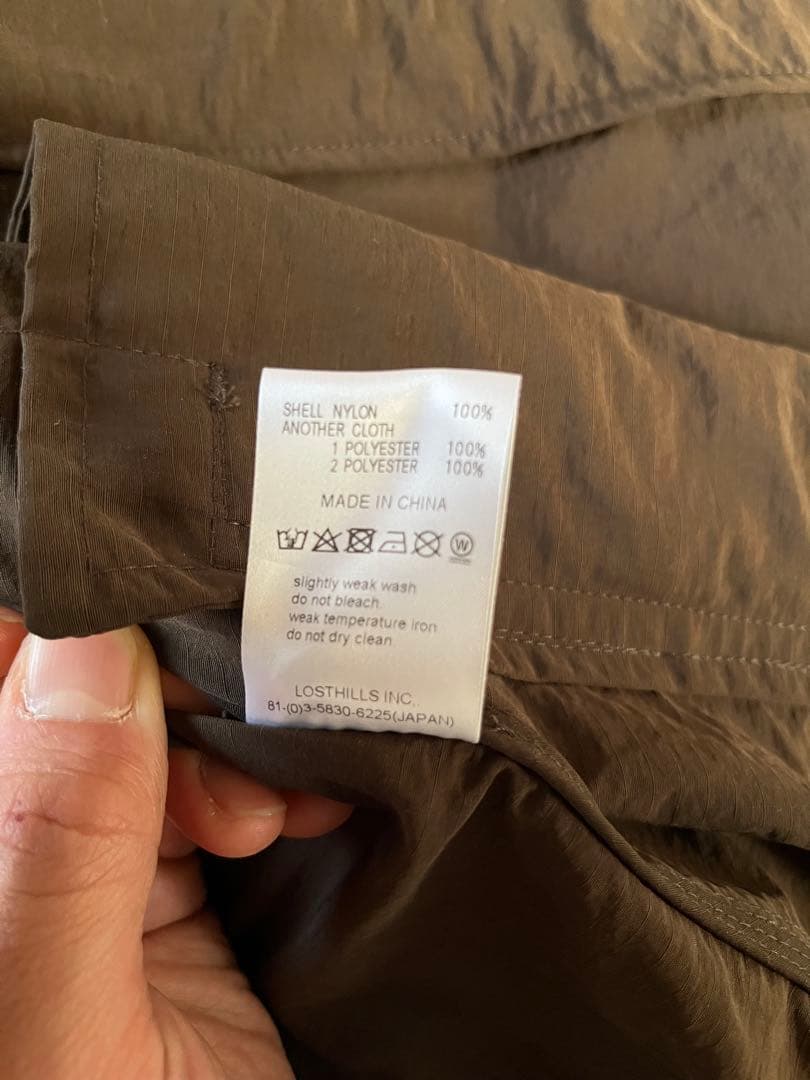 SHELL NYLON 100%
ANOTHER CLOTH
1 POLYESTER 100%
2 POLYESTER 100%
MADE IN CHINA
W
slightly weak wash
do not bleach
weak temperature iron
do not dry clean
LOSTHILLS INC.
81-(0)3-5830-6225(JAPAN)